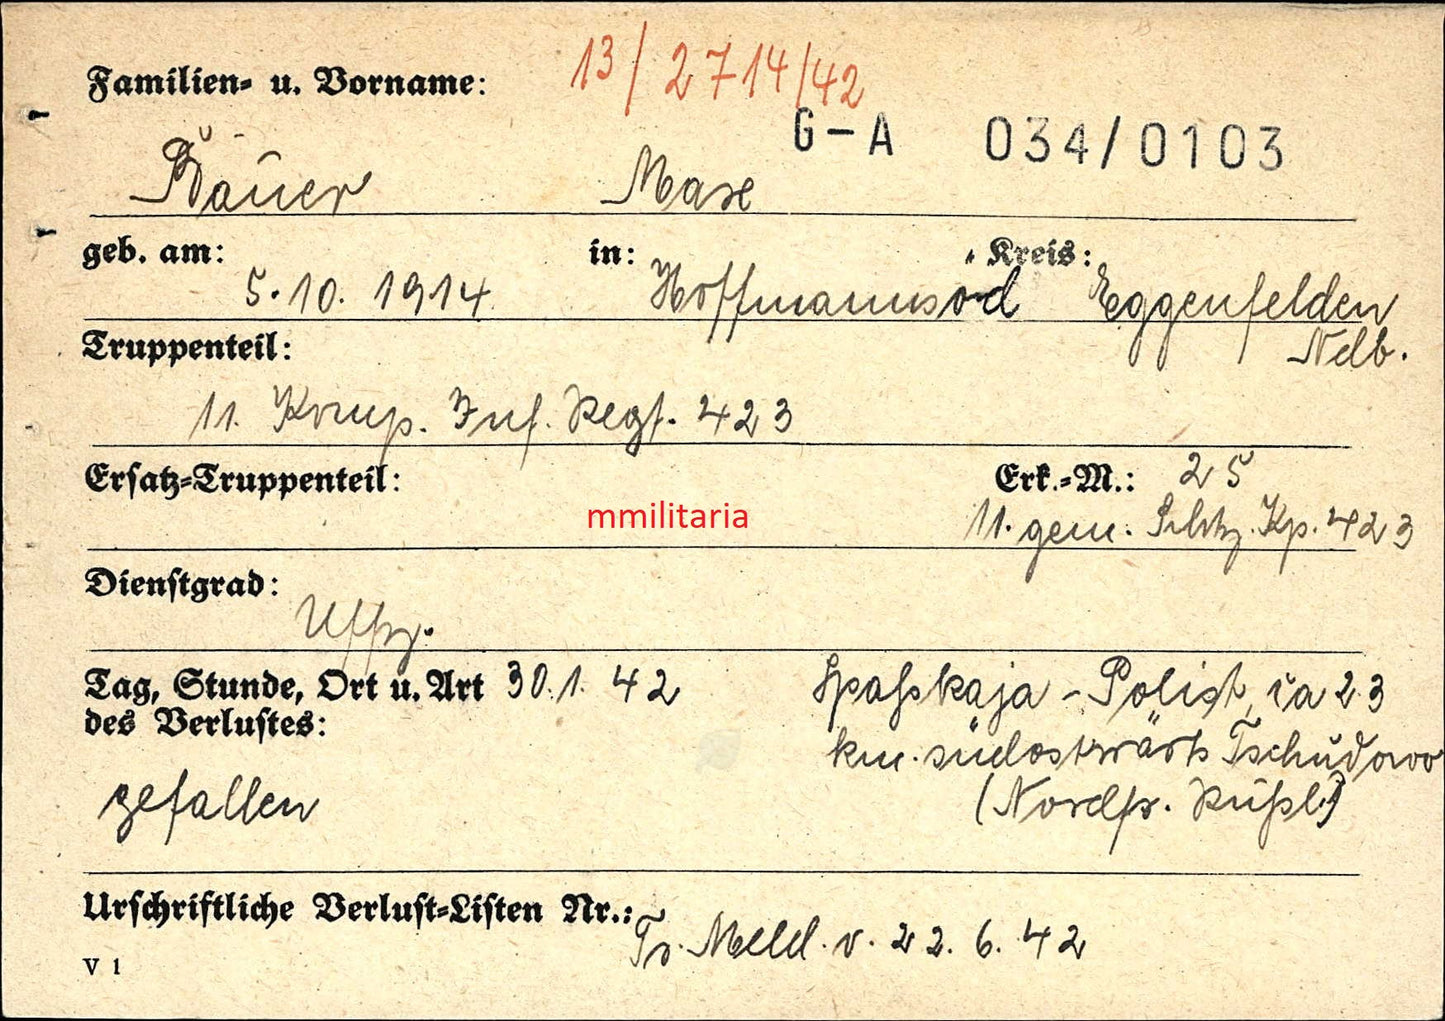 13/2714/42
Familien- u. Vorname:
G-A 034/0103
Bauer Max
geb. am: in: Kreis:
5.10.1914 Hoffmannsöd Eggenfelden
Truppenteil: Ndb.
11. Komp. Inf. Regt. 423
Ersatz-Truppenteil: Erk.-M.: 25
mmilitaria
11. gem. Schtz. Kp. 423
Dienstgrad:
Uffz.
Tag, Stunde, Ort u. Art 30.1.42 Spaßkaja-Polist, ca 23
des Verlustes: km. südostwärts Tschudowo
gefallen (Nordfr. Rußl.)
Urschriftliche Verlust-Listen Nr.:
Tr. Meld. v. 22.6.42
V 1